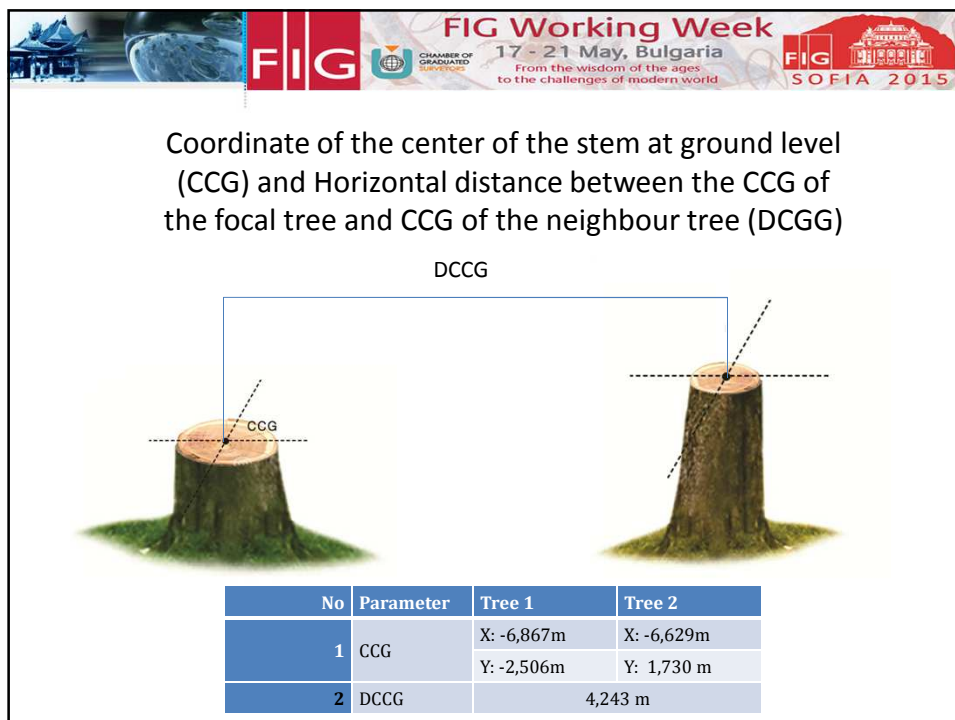 FIG
CHAMBER OF
GRADUATED
SURVEYORS
FIG Working Week
17 - 21 May, Bulgaria
From the wisdom of the ages
to the challenges of modern world
FIG
SOFIA 2015
Coordinate of the center of the stem at ground level
(CCG) and Horizontal distance between the CCG of
the focal tree and CCG of the neighbour tree (DCGG)
DCCG
CCG
No Parameter Tree 1 Tree 2
1 CCG X: -6,867m X: -6,629m
Y: -2,506m Y: 1,730 m
2 DCCG 4,243 m